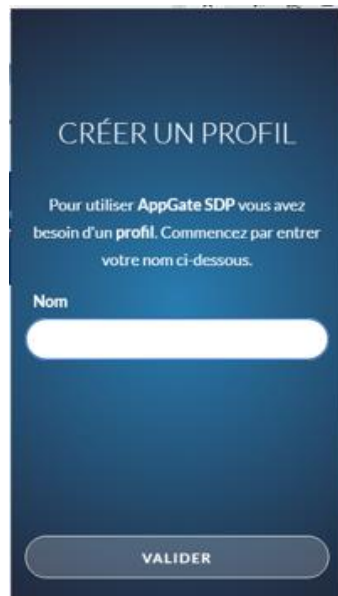 CRÉER UN PROFIL
Pour utiliser AppGate SDP vous avez
besoin d'un profil. Commencez par entrer
votre nom ci-dessous.
Nom
VALIDER